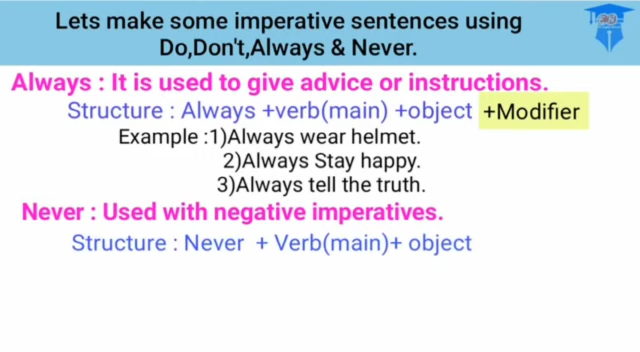 Lets make some imperative sentences using
Do,Don't,Always & Never.
Always : It is used to give advice or instructions.
Structure : Always +verb(main) +object +Modifier
Example :1)Always wear helmet.
2)Always Stay happy.
3)Always tell the truth.
Never : Used with negative imperatives.
Structure : Never + Verb(main)+ object